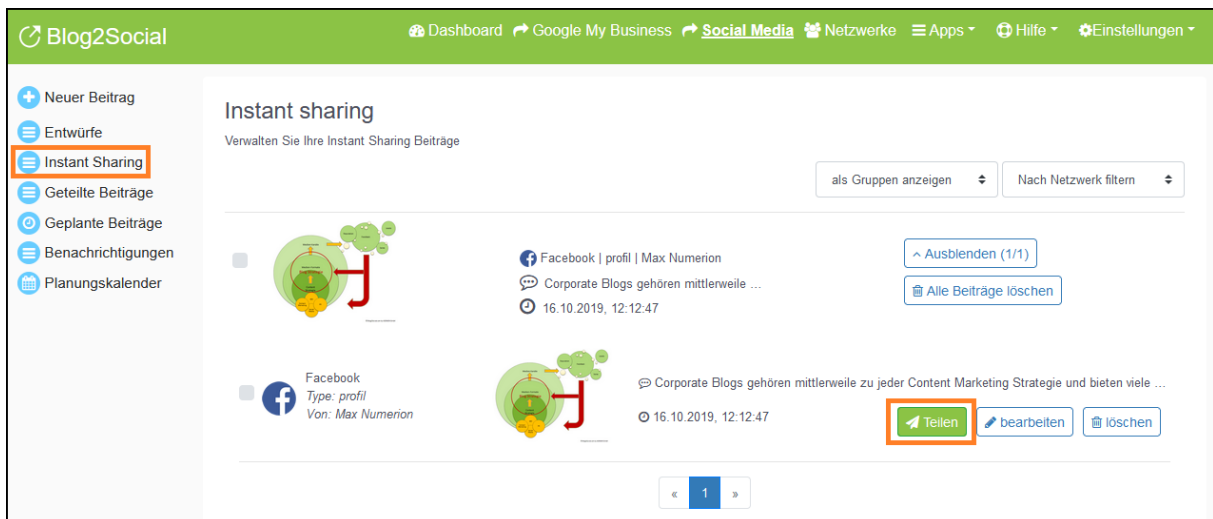 Blog2Social
Dashboard Google My Business Social Media Netzwerke Apps Hilfe Einstellungen
Neuer Beitrag
Entwürfe
Instant Sharing
Geteilte Beiträge
Geplante Beiträge
Benachrichtigungen
Planungskalender
Instant sharing
Verwalten Sie Ihre Instant Sharing Beiträge
als Gruppen anzeigen Nach Netzwerk filtern
Facebook | profil | Max Numerion
Corporate Blogs gehören mittlerweile ...
16.10.2019, 12:12:47
Ausblenden (1/1)
Alle Beiträge löschen
Facebook
Type: profil
Von: Max Numerion
Corporate Blogs gehören mittlerweile zu jeder Content Marketing Strategie und bieten viele ...
16.10.2019, 12:12:47
Teilen bearbeiten löschen
« 1 »